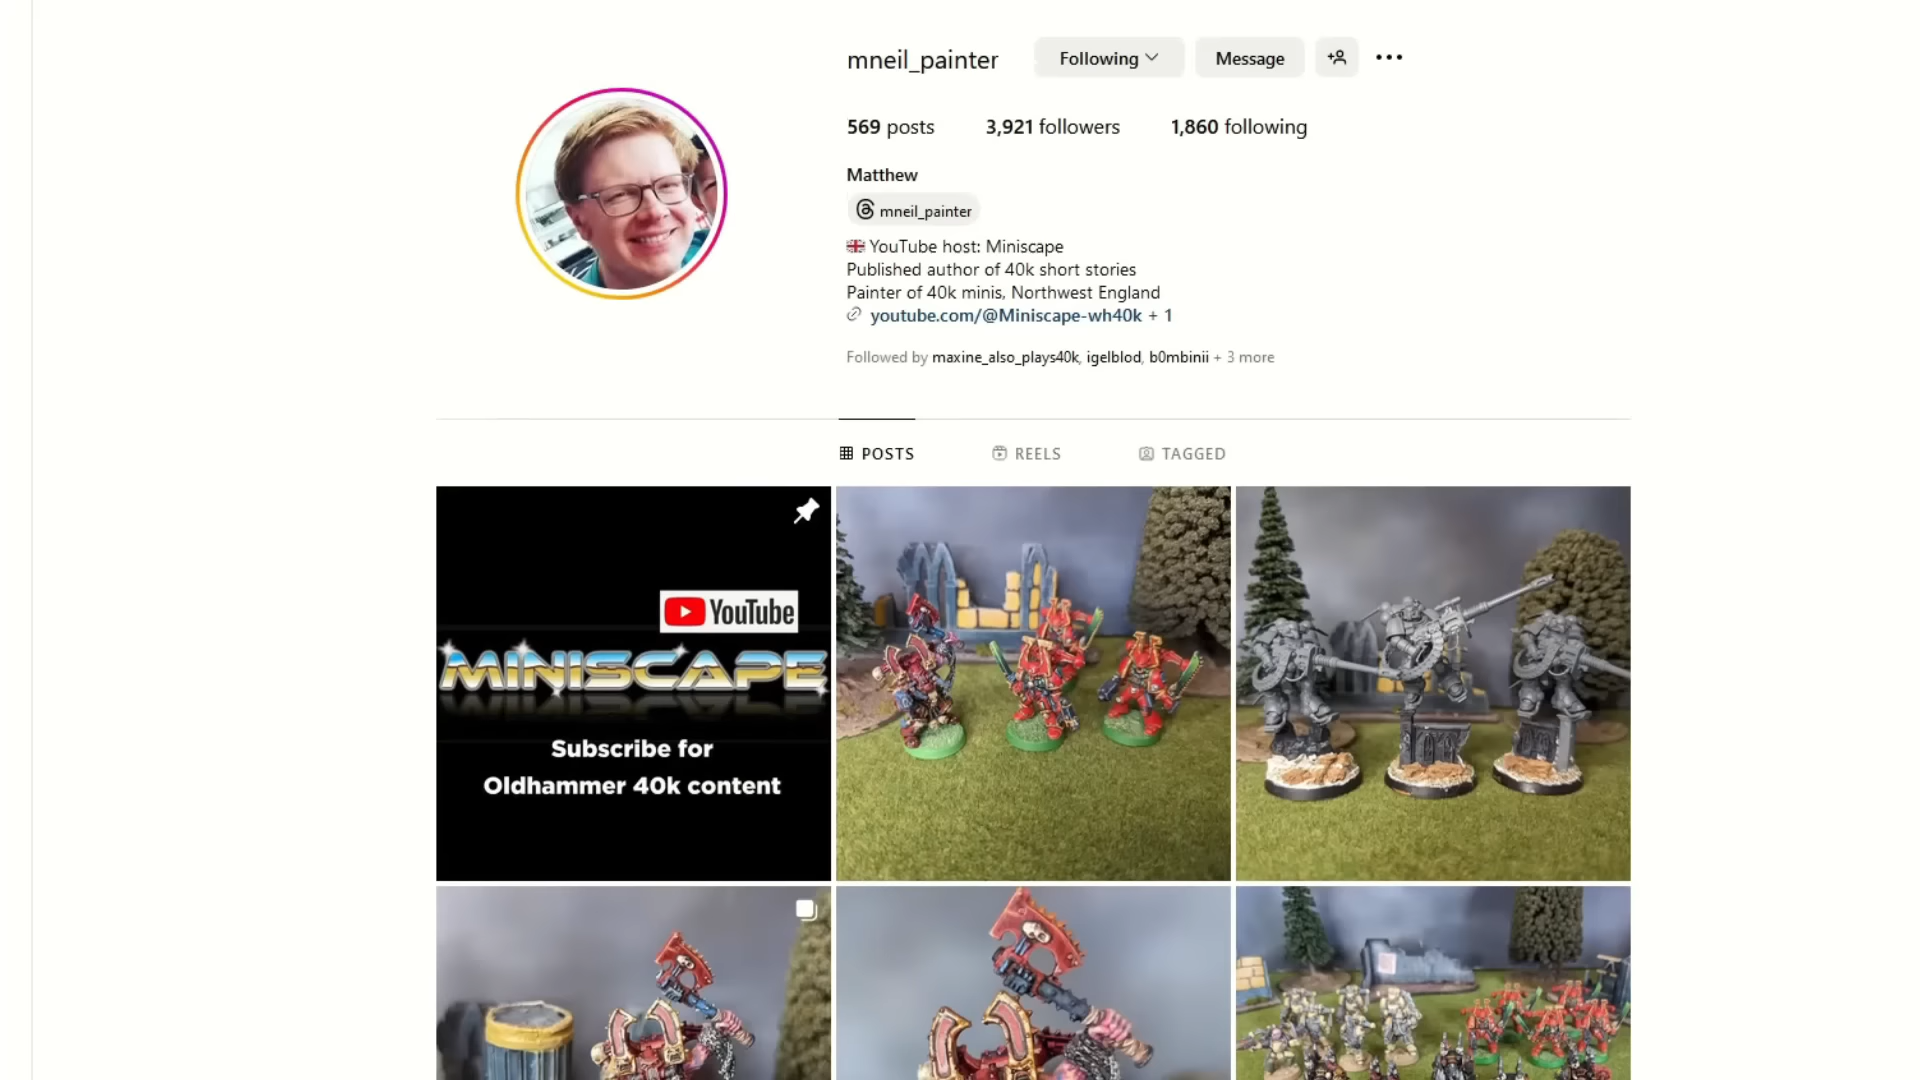 mneil_painter
Following
Message
569 posts
3,921 followers
1,860 following
Matthew
mneil_painter
🇬🇧 YouTube host: Miniscape
Published author of 40k short stories
Painter of 40k minis, Northwest England
youtube.com/@Miniscape-wh40k + 1
Followed by maxine_also_plays40k, igelblod, b0mbinii + 3 more
POSTS
REELS
TAGGED
YouTube
MINISCAPE
Subscribe for
Oldhammer 40k content